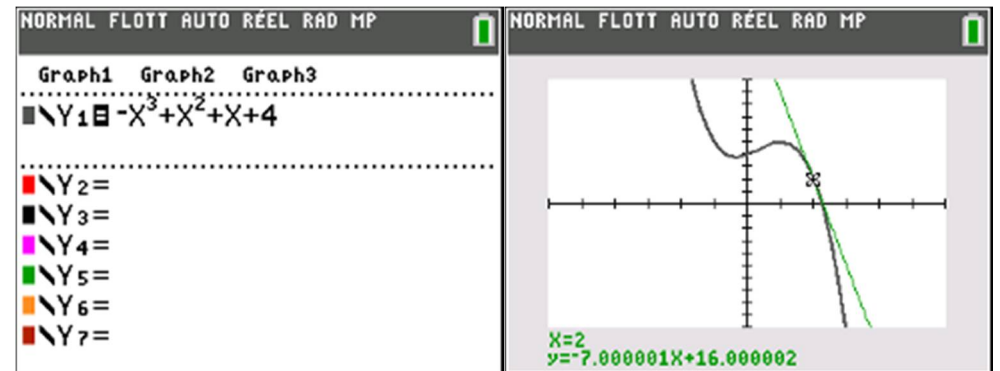 NORMAL FLOTT AUTO RÉEL RAD MP
Graph1 Graph2 Graph3
\Y₁=-X³+X²+X+4
\Y₂=
\Y₃=
\Y₄=
\Y₅=
\Y₆=
\Y₇=
NORMAL FLOTT AUTO RÉEL RAD MP
X=2
y=-7.000001X+16.000002